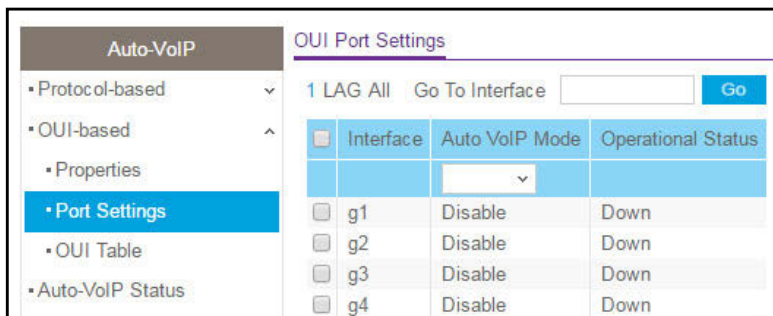 Auto-VoIP
Protocol-based
OUI-based
Properties
Port Settings
OUI Table
Auto-VoIP Status
OUI Port Settings
1 LAG All Go To Interface Go
Interface Auto VoIP Mode Operational Status
g1 Disable Down
g2 Disable Down
g3 Disable Down
g4 Disable Down